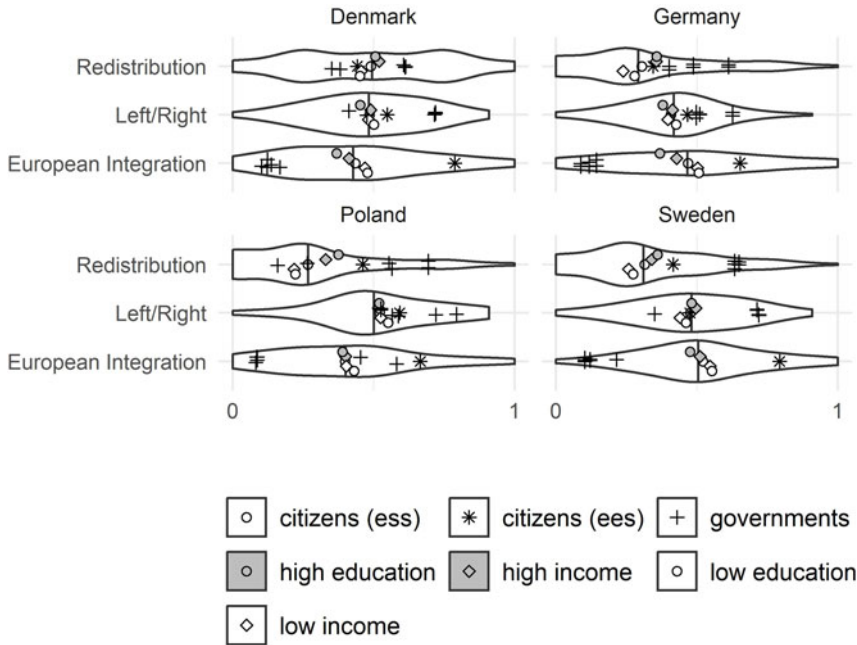 Denmark
Germany
Redistribution
Left/Right
European Integration
Poland
Sweden
Redistribution
Left/Right
European Integration
0
1
0
1
citizens (ess)
citizens (ees)
governments
high education
high income
low education
low income